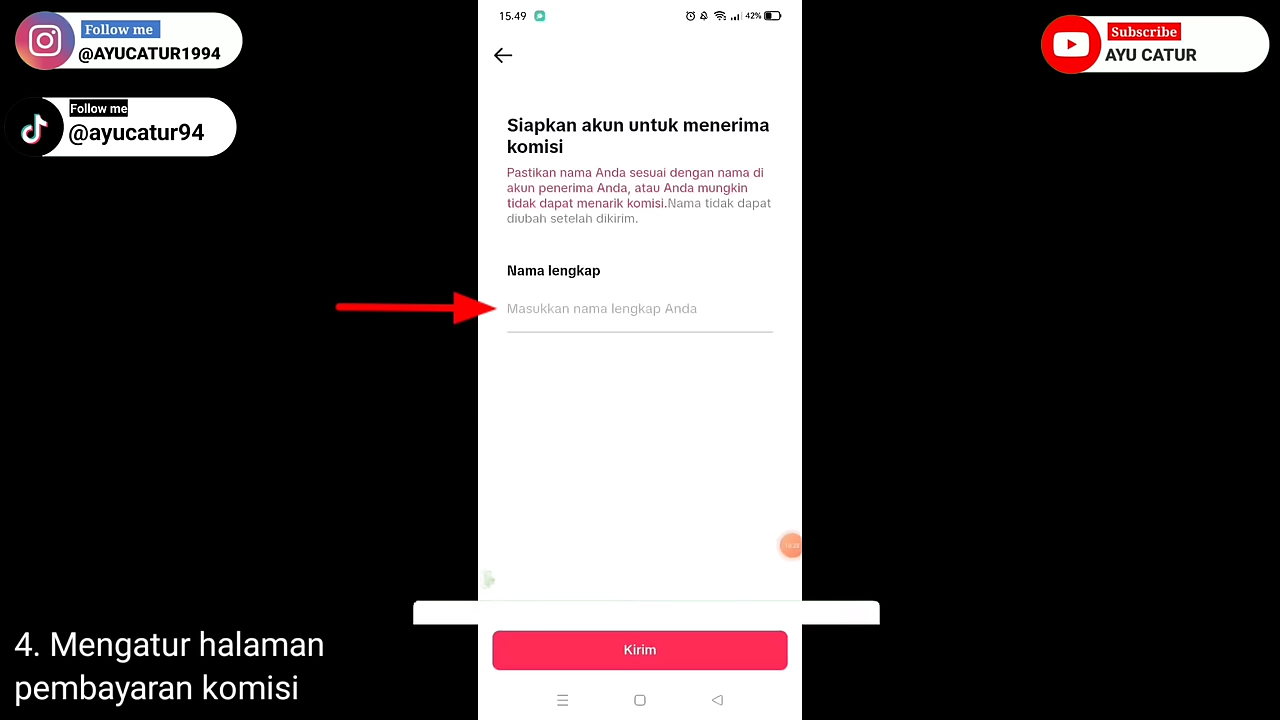 Follow me
@AYUCATUR1994
Follow me
@ayucatur94
Subscribe
AYU CATUR
15.49
42%
Siapkan akun untuk menerima
komisi
Pastikan nama Anda sesuai dengan nama di
akun penerima Anda, atau Anda mungkin
tidak dapat menarik komisi.Nama tidak dapat
diubah setelah dikirim.
Nama lengkap
Masukkan nama lengkap Anda
Kirim
4. Mengatur halaman
pembayaran komisi